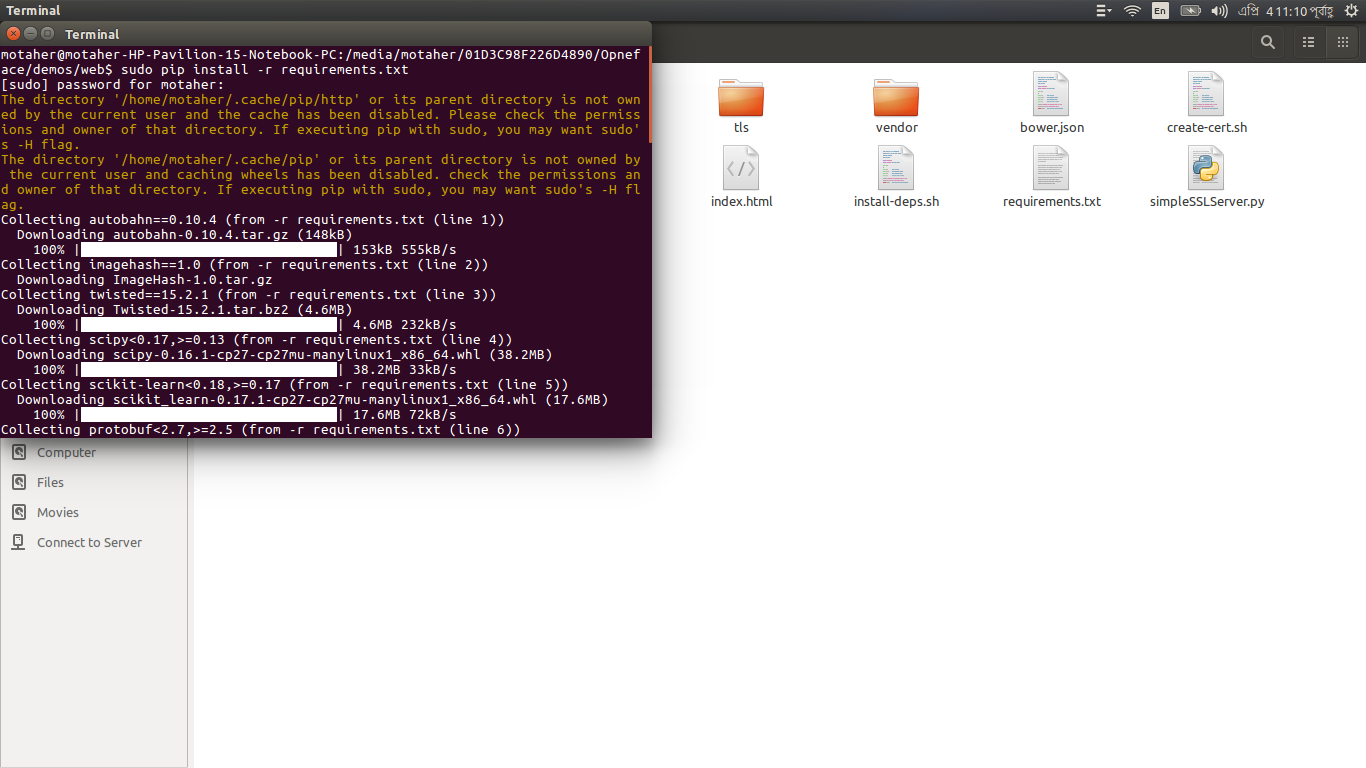 Terminal
En
এপ্রি 4 11:10 পূর্বাহ্ণ
Terminal
motaher@motaher-HP-Pavilion-15-Notebook-PC:/media/motaher/01D3C98F226D4890/Opnef
ace/demos/web$ sudo pip install -r requirements.txt
[sudo] password for motaher:
The directory '/home/motaher/.cache/pip/http' or its parent directory is not own
ed by the current user and the cache has been disabled. Please check the permiss
ions and owner of that directory. If executing pip with sudo, you may want sudo'
s -H flag.
The directory '/home/motaher/.cache/pip' or its parent directory is not owned by
 the current user and caching wheels has been disabled. check the permissions an
d owner of that directory. If executing pip with sudo, you may want sudo's -H fl
ag.
Collecting autobahn==0.10.4 (from -r requirements.txt (line 1))
  Downloading autobahn-0.10.4.tar.gz (148kB)
    100% |                                | 153kB 555kB/s
Collecting imagehash==1.0 (from -r requirements.txt (line 2))
  Downloading ImageHash-1.0.tar.gz
Collecting twisted==15.2.1 (from -r requirements.txt (line 3))
  Downloading Twisted-15.2.1.tar.bz2 (4.6MB)
    100% |                                | 4.6MB 232kB/s
Collecting scipy<0.17,>=0.13 (from -r requirements.txt (line 4))
  Downloading scipy-0.16.1-cp27-cp27mu-manylinux1_x86_64.whl (38.2MB)
    100% |                                | 38.2MB 33kB/s
Collecting scikit-learn<0.18,>=0.17 (from -r requirements.txt (line 5))
  Downloading scikit_learn-0.17.1-cp27-cp27mu-manylinux1_x86_64.whl (17.6MB)
    100% |                                | 17.6MB 72kB/s
Collecting protobuf<2.7,>=2.5 (from -r requirements.txt (line 6))
tls
vendor
bower.json
create-cert.sh
index.html
install-deps.sh
requirements.txt
simpleSSLServer.py
Computer
Files
Movies
Connect to Server